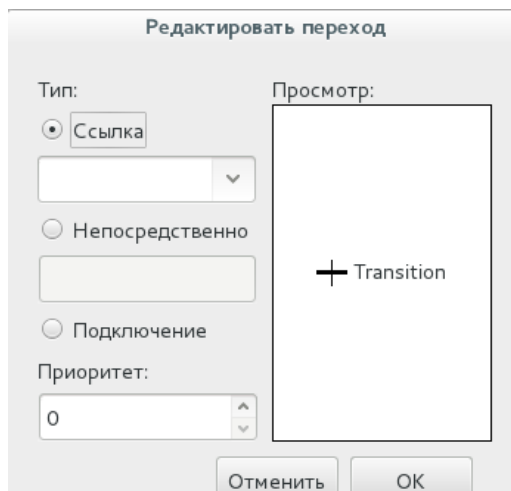 Редактировать переход
Тип:
Просмотр:
Ссылка
Непосредственно
Transition
Подключение
Приоритет:
0
Отменить
OK